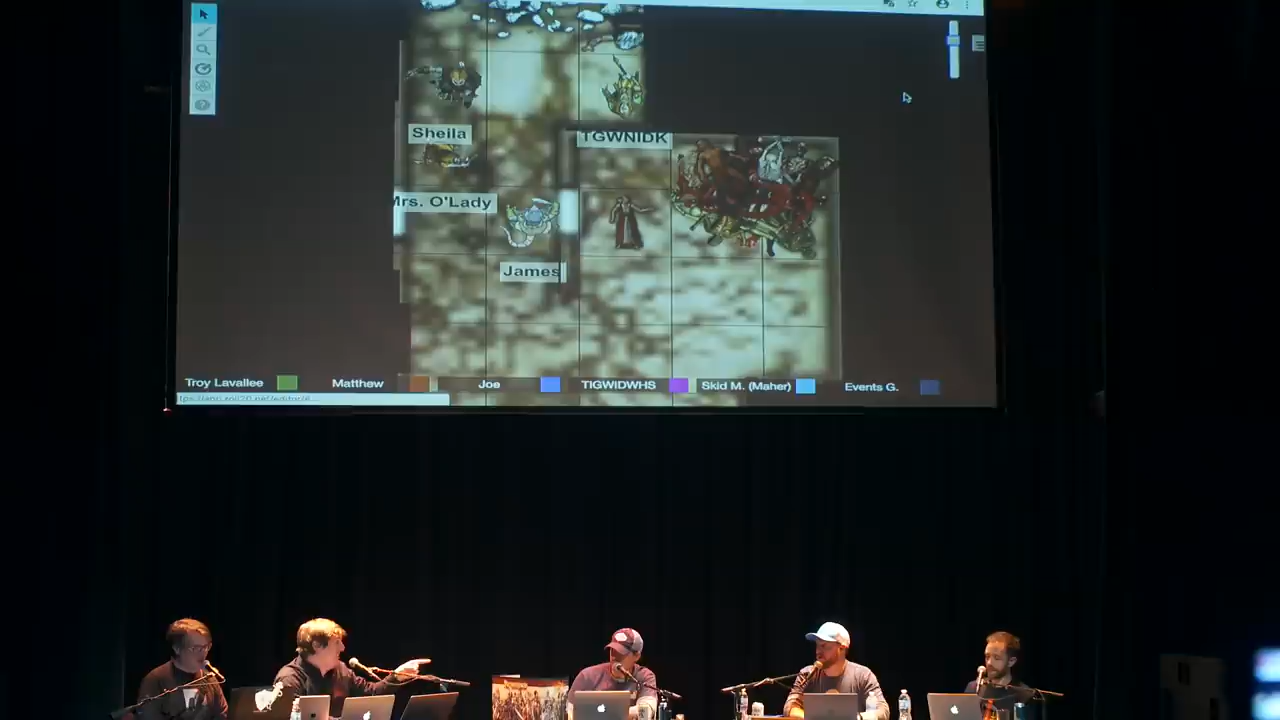 Sheila
TGWNIDK
Mrs. O'Lady
James
Troy Lavallee
Matthew
Joe
TIGWIDWHS
Skid M. (Maher)
Events G.